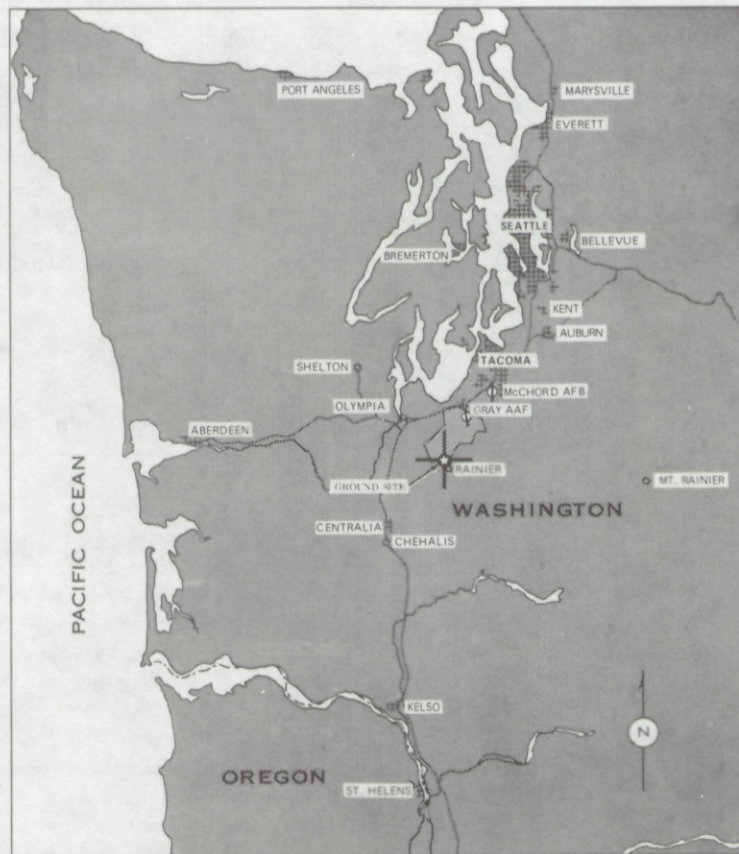 PORT ANGELES
MARYSVILLE
EVERETT
SEATTLE
BELLEVUE
BREMERTON
KENT
AUBURN
TACOMA
SHELTON
McCHORD AFB
OLYMPIA
GRAY AAF
ABERDEEN
RAINIER
MT. RAINIER
GROUND SITE
WASHINGTON
CENTRALIA
CHEHALIS
PACIFIC OCEAN
KELSO
N
OREGON
ST. HELENS